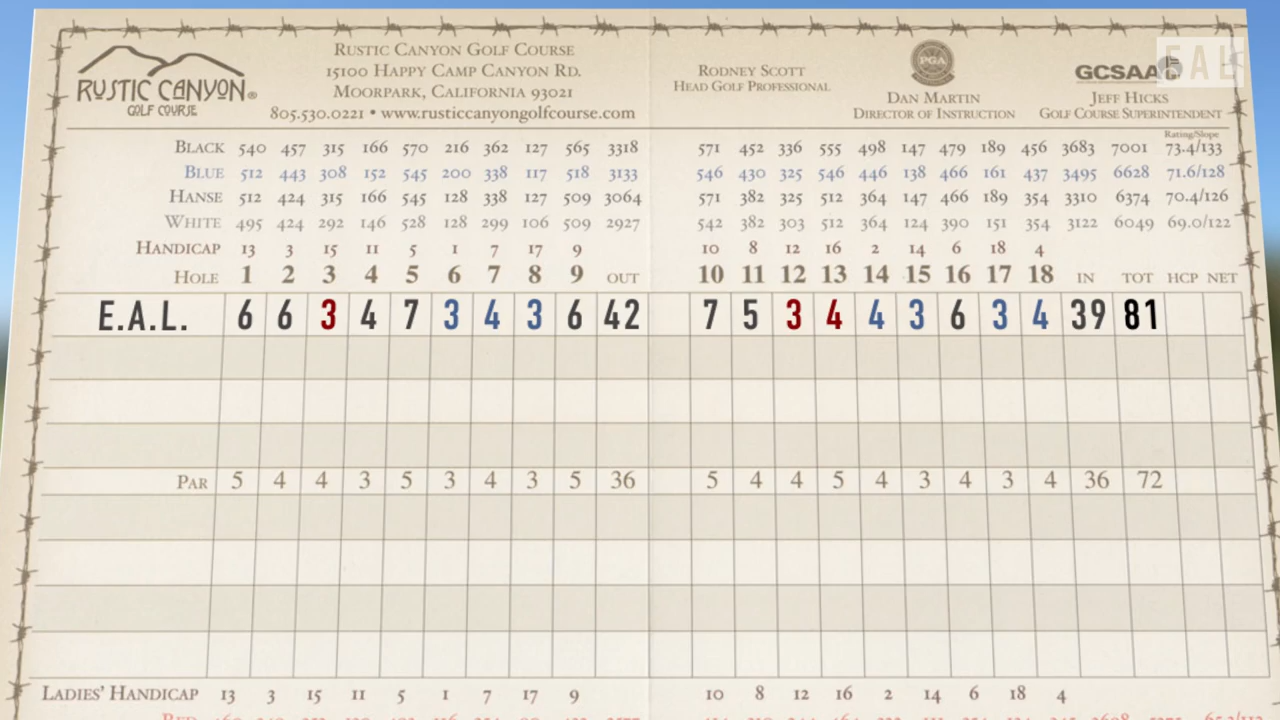 RUSTIC CANYON®
GOLF COURSE
RUSTIC CANYON GOLF COURSE
15100 HAPPY CAMP CANYON RD.
MOORPARK, CALIFORNIA 93021
805.530.0221 • www.rusticcanyongolfcourse.com
RODNEY SCOTT
HEAD GOLF PROFESSIONAL
PGA
DAN MARTIN
DIRECTOR OF INSTRUCTION
GCSAA
EAL
JEFF HICKS
GOLF COURSE SUPERINTENDENT
Rating/Slope
BLACK 540 457 315 166 570 216 362 127 565 3318 571 452 336 555 498 147 479 189 456 3683 7001 73.4/133
BLUE 512 443 308 152 545 200 338 117 518 3133 546 430 325 546 446 138 466 161 437 3495 6628 71.6/128
HANSE 512 424 315 166 545 128 338 127 509 3064 571 382 325 512 364 147 466 189 354 3310 6374 70.4/126
WHITE 495 424 292 146 528 128 299 106 509 2927 542 382 303 512 364 124 390 151 354 3122 6049 69.0/122
HANDICAP 13 3 15 11 5 1 7 17 9 10 8 12 16 2 14 6 18 4
HOLE 1 2 3 4 5 6 7 8 9 OUT 10 11 12 13 14 15 16 17 18 IN TOT HCP NET
E.A.L. 6 6 3 4 7 3 4 3 6 42 7 5 3 4 4 3 6 3 4 39 81
PAR 5 4 4 3 5 3 4 3 5 36 5 4 4 5 4 3 4 3 4 36 72
LADIES' HANDICAP 13 3 15 11 5 1 7 17 9 10 8 12 16 2 14 6 18 4